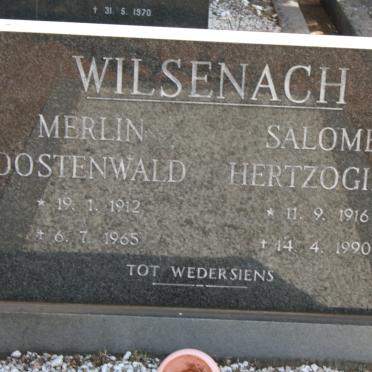 + 31. 5. 1970
WILSENACH
MERLIN SALOME
OOSTENWALD HERTZOGI
* 19. 1. 1912 * 11. 9. 1916
+ 6. 7. 1965 + 14. 4. 1990
TOT WEDERSIENS